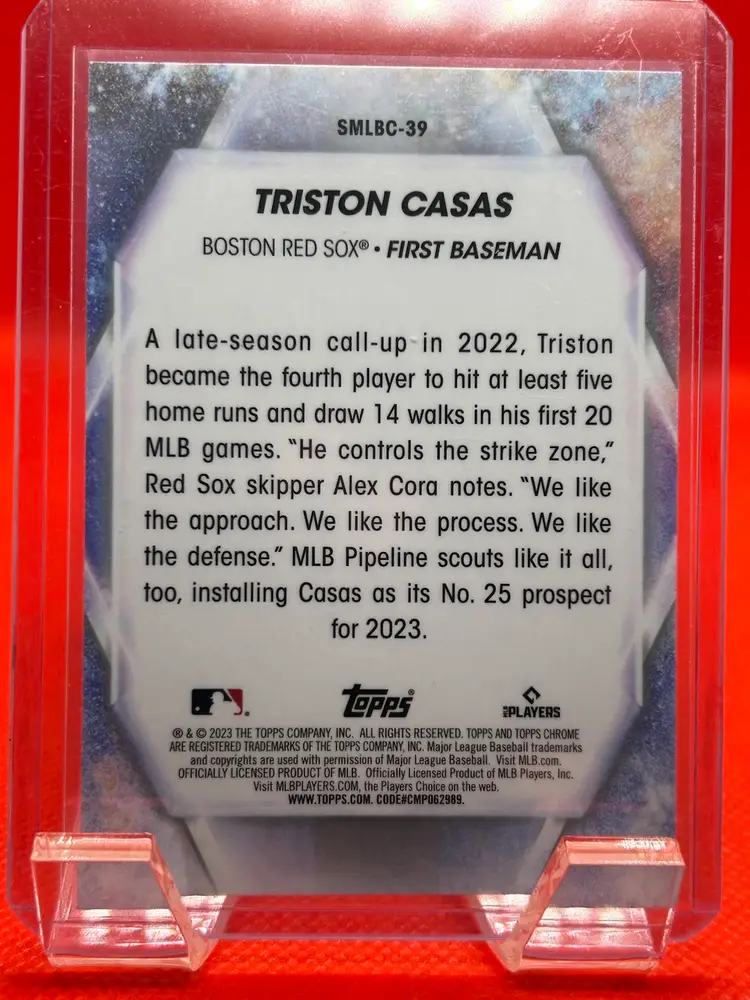 SMLBC-39
TRISTON CASAS
BOSTON RED SOX® • FIRST BASEMAN
A late-season call-up in 2022, Triston
became the fourth player to hit at least five
home runs and draw 14 walks in his first 20
MLB games. “He controls the strike zone,”
Red Sox skipper Alex Cora notes. “We like
the approach. We like the process. We like
the defense.” MLB Pipeline scouts like it all,
too, installing Casas as its No. 25 prospect
for 2023.
topps®
MLB PLAYERS
® & © 2023 THE TOPPS COMPANY, INC. ALL RIGHTS RESERVED. TOPPS AND TOPPS CHROME
ARE REGISTERED TRADEMARKS OF THE TOPPS COMPANY, INC. Major League Baseball trademarks
and copyrights are used with permission of Major League Baseball. Visit MLB.com.
OFFICIALLY LICENSED PRODUCT OF MLB. Officially Licensed Product of MLB Players, Inc.
Visit MLBPLAYERS.COM, the Players Choice on the web.
WWW.TOPPS.COM. CODE#CMP062989.